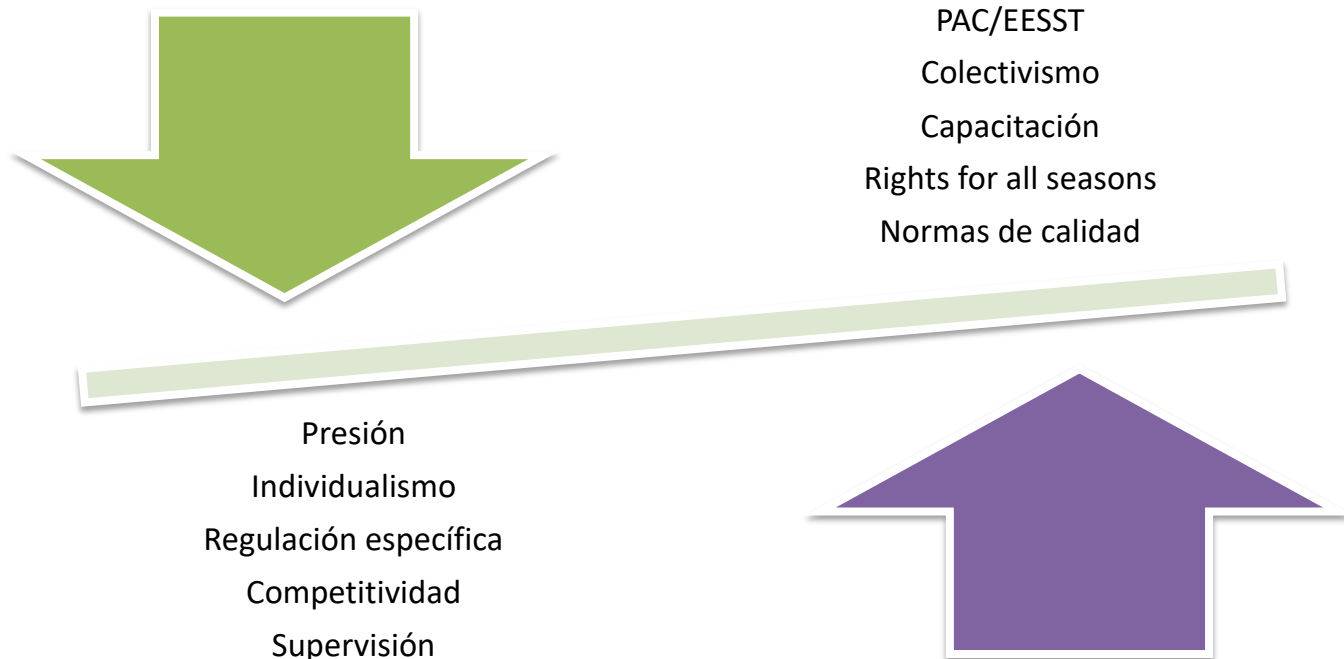 PAC/EESST
Colectivismo
Capacitación
Rights for all seasons
Normas de calidad
Presión
Individualismo
Regulación específica
Competitividad
Supervisión